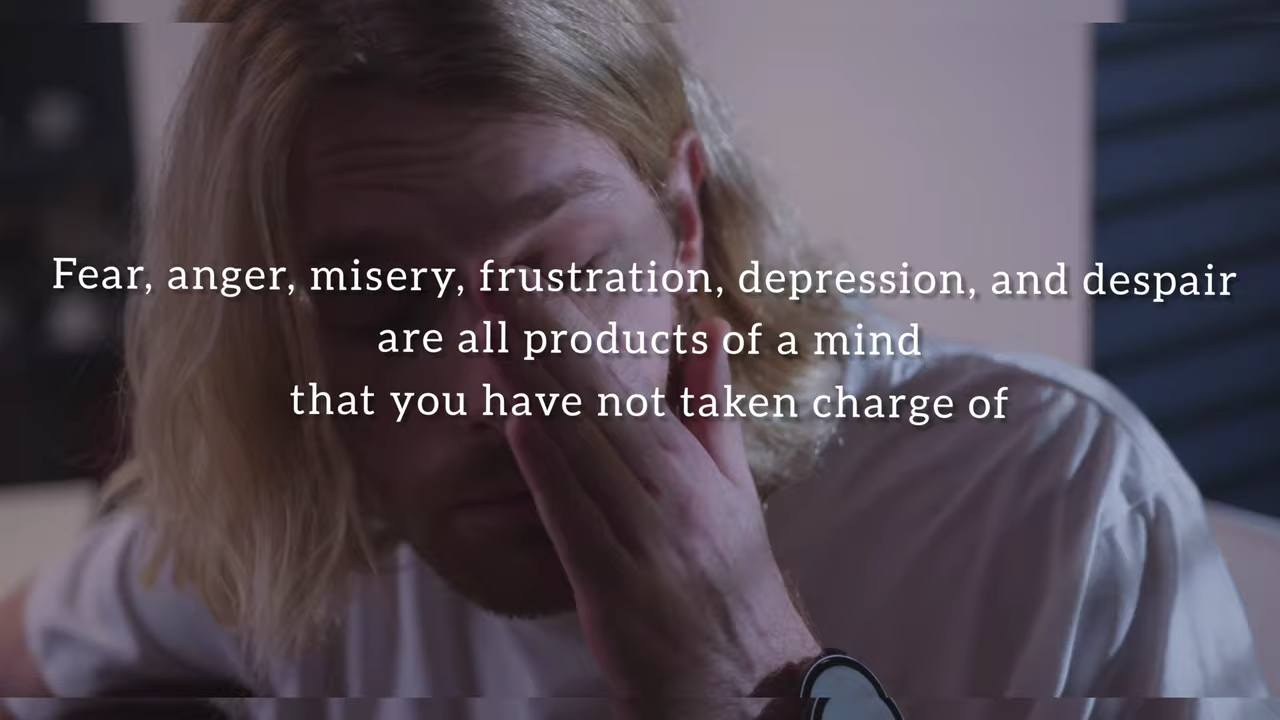 Fear, anger, misery, frustration, depression, and despair
are all products of a mind
that you have not taken charge of